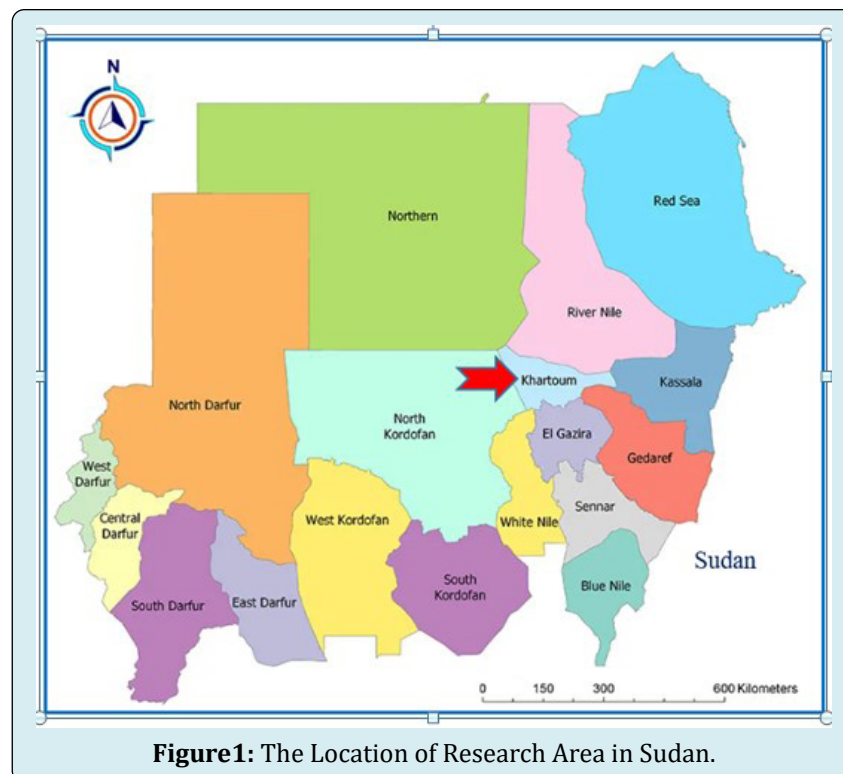 N
Northern
Red Sea
River Nile
Khartoum
Kassala
North Darfur
North
Kordofan
El Gazira
Gedaref
West
Darfur
Central
Darfur
West Kordofan
White Nile
Sennar
South Darfur
East Darfur
South
Kordofan
Blue Nile
Sudan
0 150 300 600 Kilometers
Figure1: The Location of Research Area in Sudan.